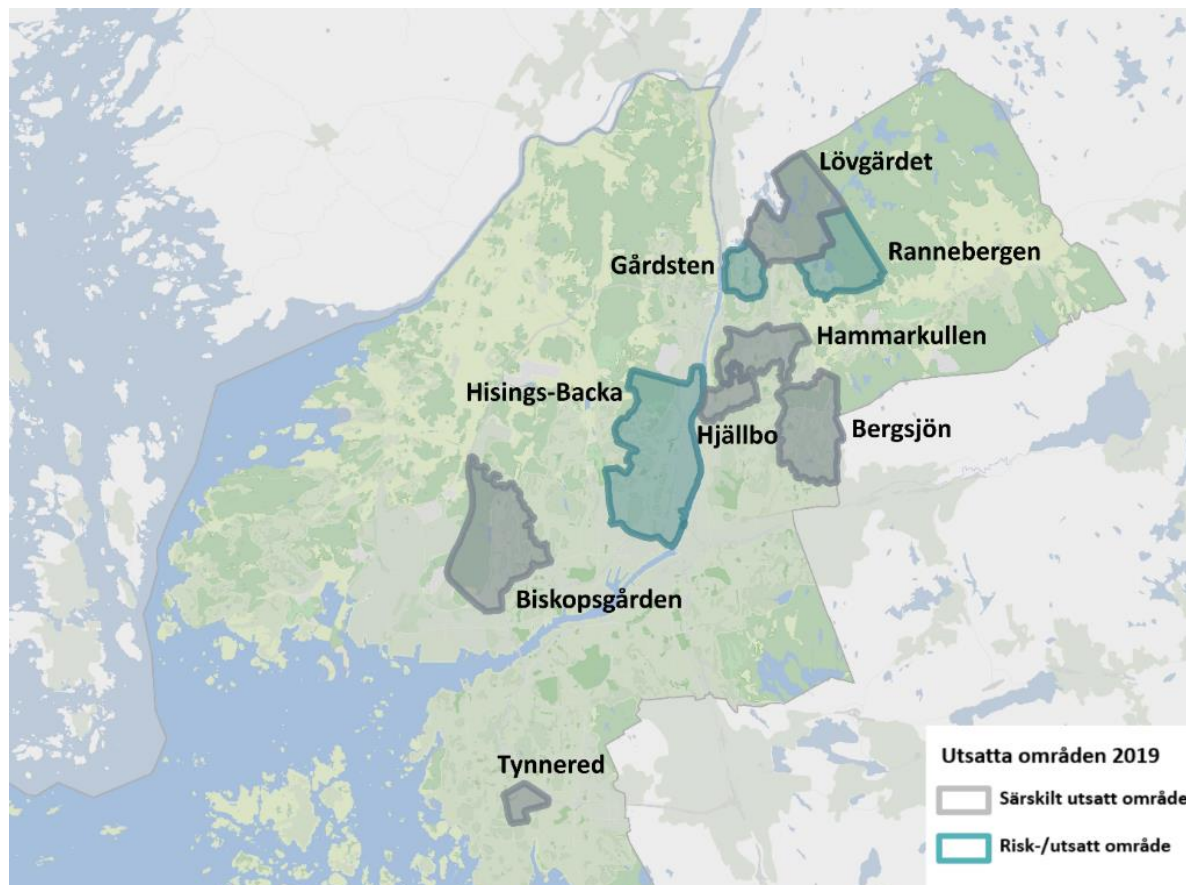 Lövgärdet
Gårdsten
Rannebergen
Hammarkullen
Hisings-Backa
Hjällbo
Bergsjön
Biskopsgården
Tynnered
Utsatta områden 2019
Särskilt utsatt område
Risk-/utsatt område